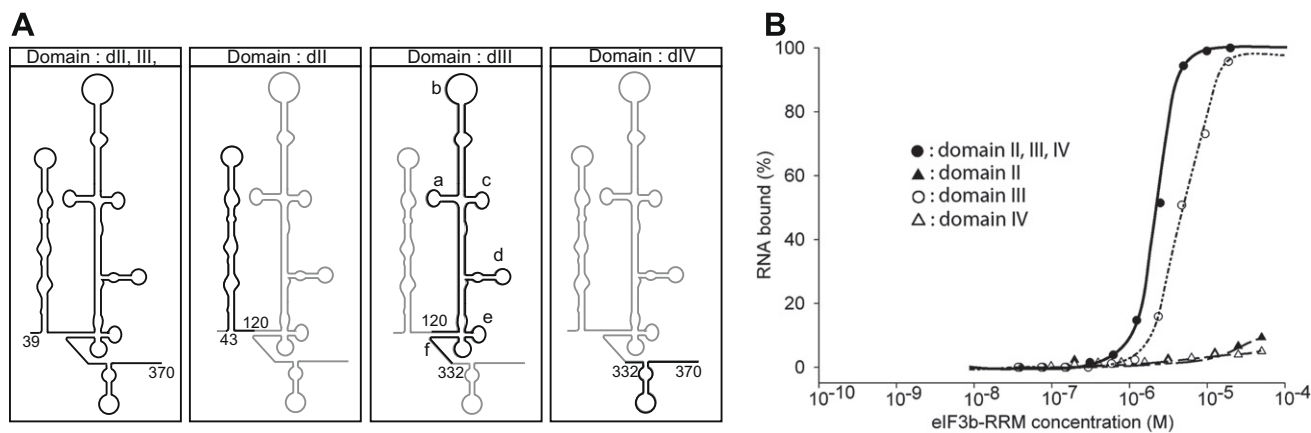 A
B
Domain : dII, III,
Domain : dII
Domain : dIII
Domain : dIV
b
a
c
d
e
f
39
370
43
120
120
332
332
370
100
80
60
40
20
0
RNA bound (%)
● : domain II, III, IV
▲ : domain II
○ : domain III
△ : domain IV
10-10
10-9
10-8
10-7
10-6
10-5
10-4
eIF3b-RRM concentration (M)